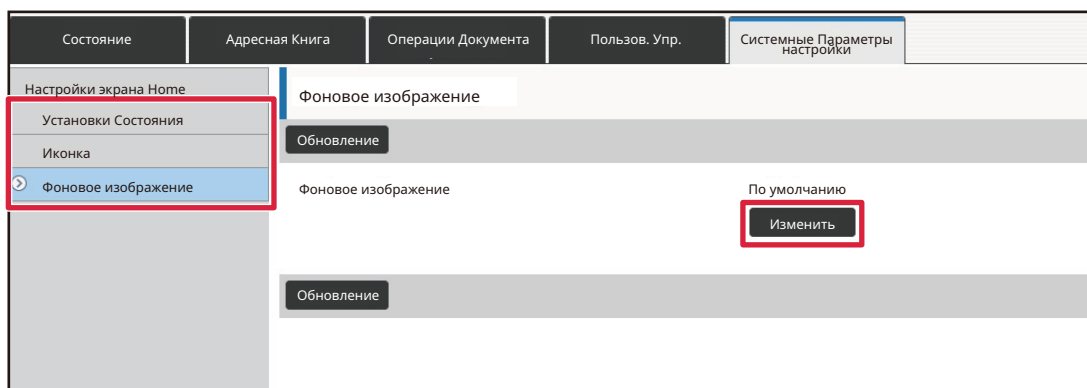 Состояние
Адресная Книга
Операции Документа
Пользов. Упр.
Системные Параметры
настройки
Настройки экрана Home
Установки Состояния
Иконка
Фоновое изображение
Фоновое изображение
Обновление
Фоновое изображение
По умолчанию
Изменить
Обновление